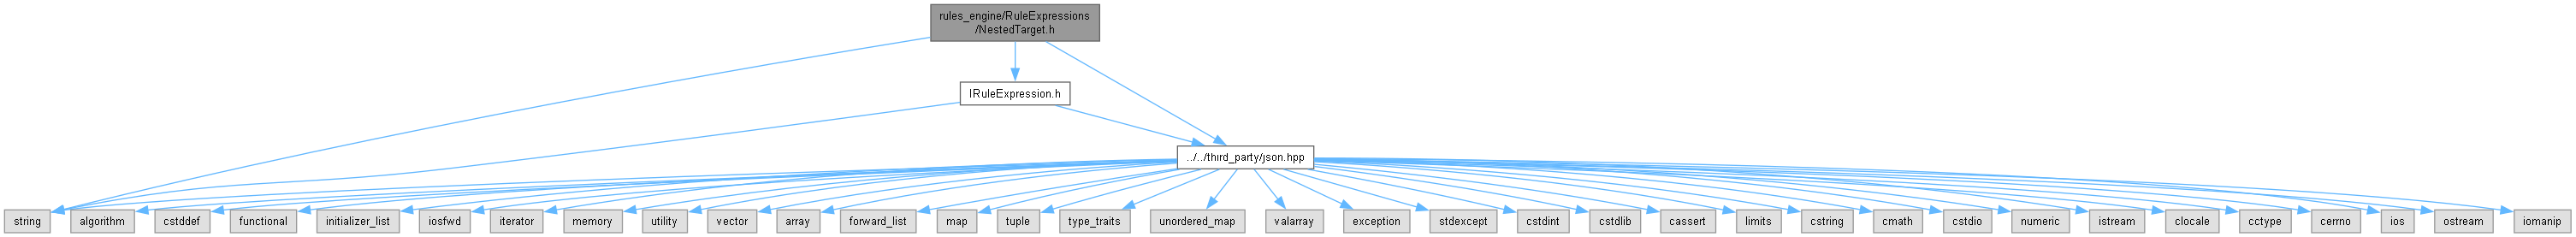 rules_engine/RuleExpressions
/NestedTarget.h
IRuleExpression.h
../../third_party/json.hpp
string
algorithm
cstddef
functional
initializer_list
iosfwd
iterator
memory
utility
vector
array
forward_list
map
tuple
type_traits
unordered_map
valarray
exception
stdexcept
cstdint
cstdlib
cassert
limits
cstring
cmath
cstdio
numeric
istream
clocale
cctype
cerrno
ios
ostream
iomanip